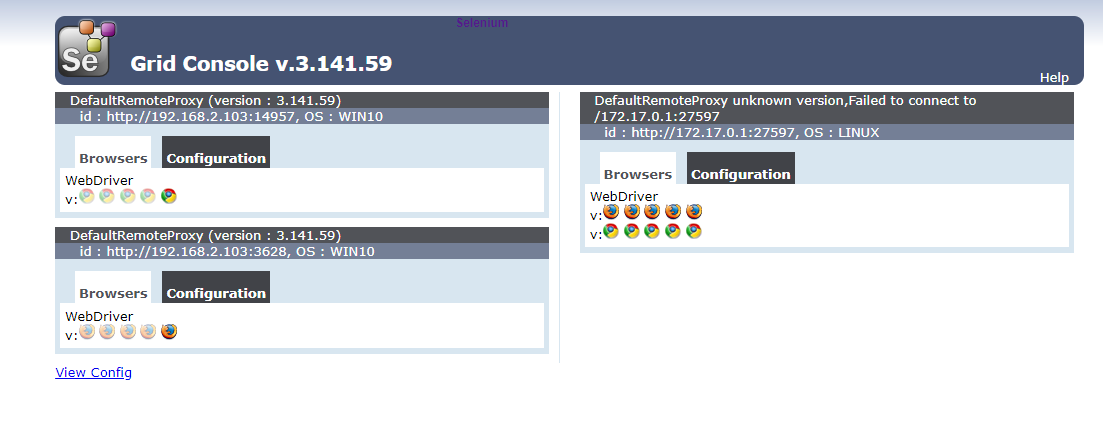 Selenium
Se
Grid Console v.3.141.59
Help
DefaultRemoteProxy (version : 3.141.59)
id : http://192.168.2.103:14957, OS : WIN10
Browsers Configuration
WebDriver
v:
DefaultRemoteProxy (version : 3.141.59)
id : http://192.168.2.103:3628, OS : WIN10
Browsers Configuration
WebDriver
v:
View Config
DefaultRemoteProxy unknown version,Failed to connect to
/172.17.0.1:27597
id : http://172.17.0.1:27597, OS : LINUX
Browsers Configuration
WebDriver
v:
v: